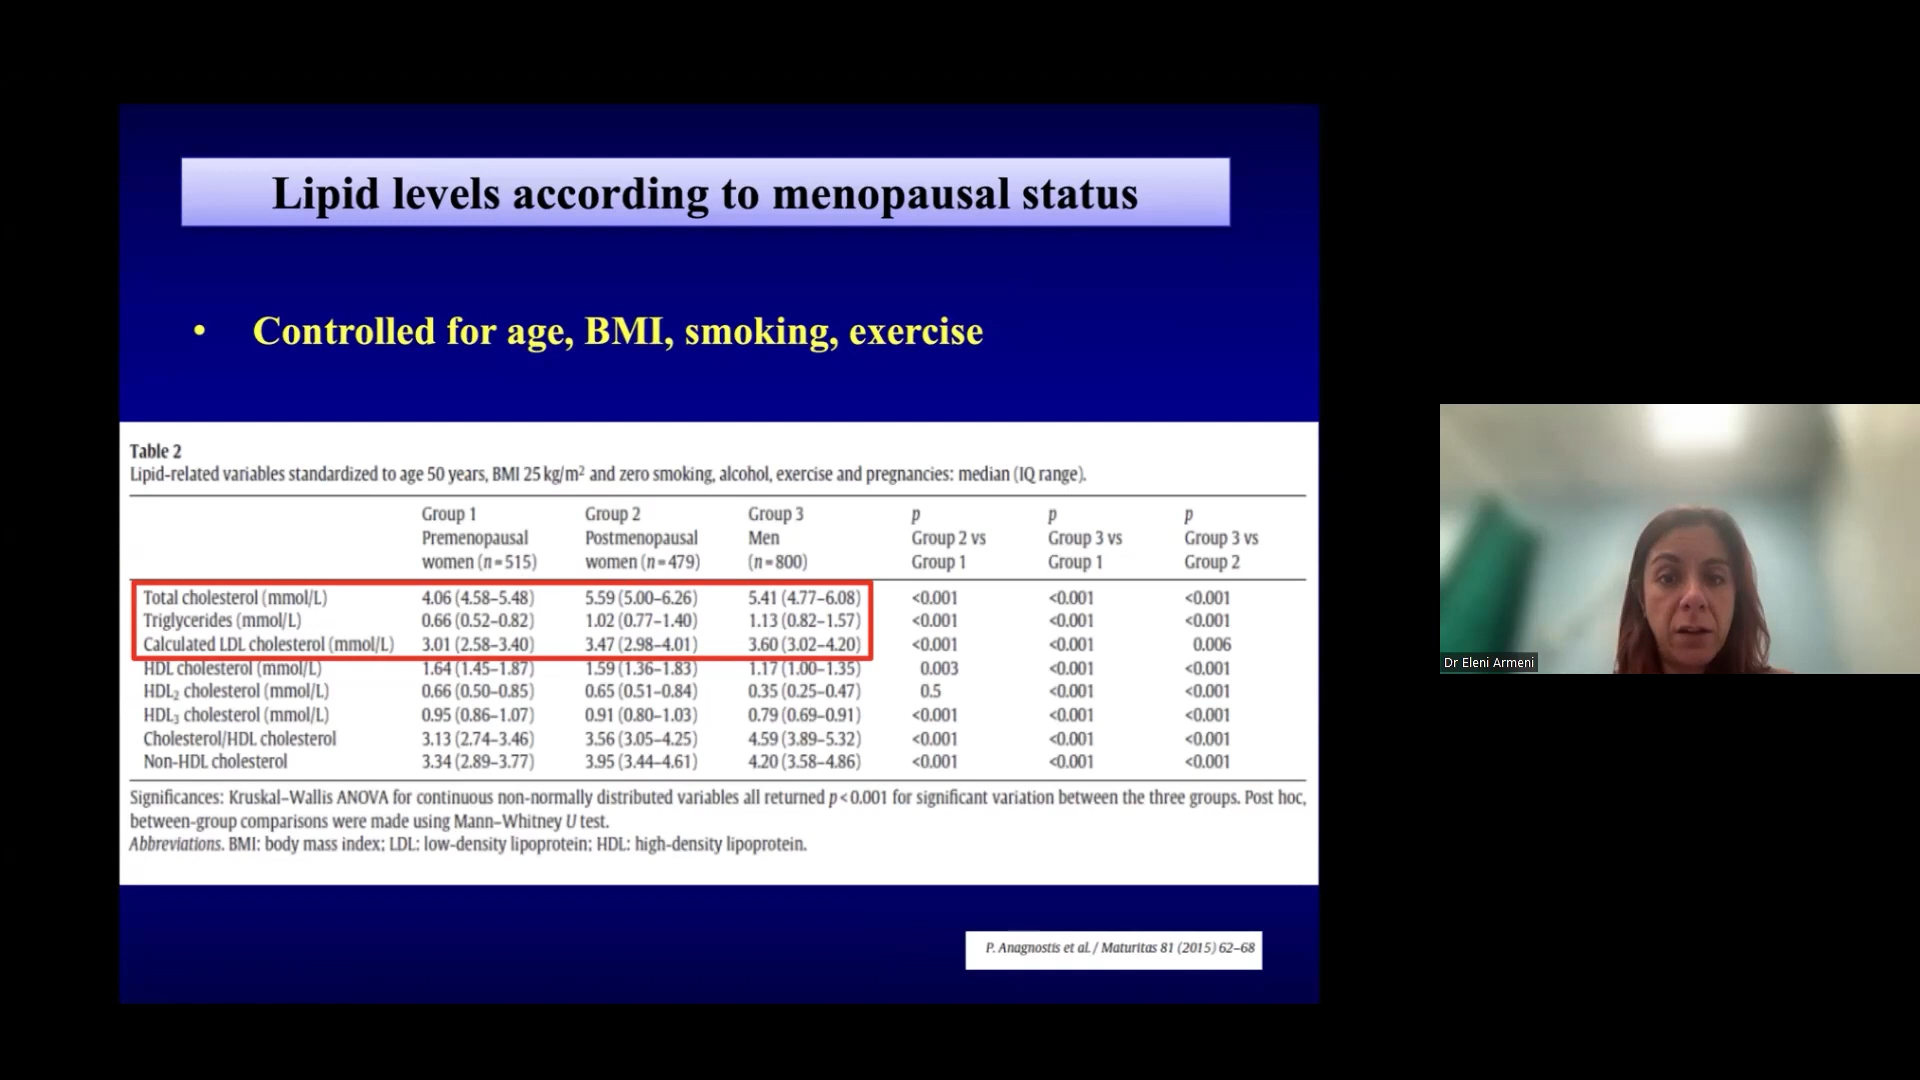 Lipid levels according to menopausal status
• Controlled for age, BMI, smoking, exercise
Table 2
Lipid-related variables standardized to age 50 years, BMI 25 kg/m² and zero smoking, alcohol, exercise and pregnancies: median (IQ range).
Group 1 Group 2 Group 3 p p p
Premenopausal Postmenopausal Men Group 2 vs Group 3 vs Group 3 vs
women (n=515) women (n=479) (n=800) Group 1 Group 1 Group 2
Total cholesterol (mmol/L) 4.06 (4.58–5.48) 5.59 (5.00–6.26) 5.41 (4.77–6.08) <0.001 <0.001 <0.001
Triglycerides (mmol/L) 0.66 (0.52–0.82) 1.02 (0.77–1.40) 1.13 (0.82–1.57) <0.001 <0.001 <0.001
Calculated LDL cholesterol (mmol/L) 3.01 (2.58–3.40) 3.47 (2.98–4.01) 3.60 (3.02–4.20) <0.001 <0.001 0.006
HDL cholesterol (mmol/L) 1.64 (1.45–1.87) 1.59 (1.36–1.83) 1.17 (1.00–1.35) 0.003 <0.001 <0.001
HDL₂ cholesterol (mmol/L) 0.66 (0.50–0.85) 0.65 (0.51–0.84) 0.35 (0.25–0.47) 0.5 <0.001 <0.001
HDL₃ cholesterol (mmol/L) 0.95 (0.86–1.07) 0.91 (0.80–1.03) 0.79 (0.69–0.91) <0.001 <0.001 <0.001
Cholesterol/HDL cholesterol 3.13 (2.74–3.46) 3.56 (3.05–4.25) 4.59 (3.89–5.32) <0.001 <0.001 <0.001
Non-HDL cholesterol 3.34 (2.89–3.77) 3.95 (3.44–4.61) 4.20 (3.58–4.86) <0.001 <0.001 <0.001
Significances: Kruskal–Wallis ANOVA for continuous non-normally distributed variables all returned p<0.001 for significant variation between the three groups. Post hoc,
between-group comparisons were made using Mann–Whitney U test.
Abbreviations. BMI: body mass index; LDL: low-density lipoprotein; HDL: high-density lipoprotein.
P. Anagnostis et al. / Maturitas 81 (2015) 62–68
Dr Eleni Armeni